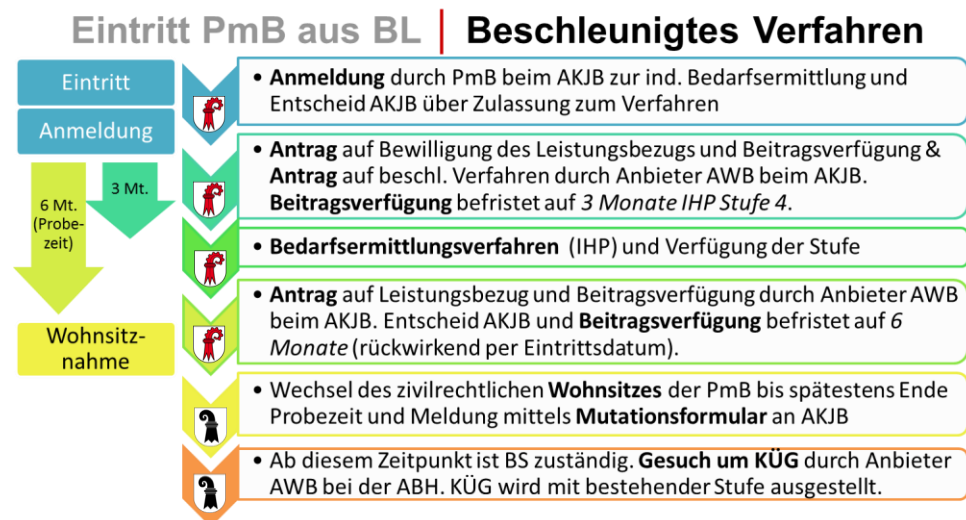 Eintritt PmB aus BL | Beschleunigtes Verfahren
Eintritt
Anmeldung
3 Mt.
6 Mt.
(Probe-
zeit)
Wohnsitz-
nahme
• Anmeldung durch PmB beim AKJB zur ind. Bedarfsermittlung und
Entscheid AKJB über Zulassung zum Verfahren
• Antrag auf Bewilligung des Leistungsbezugs und Beitragsverfügung &
Antrag auf beschl. Verfahren durch Anbieter AWB beim AKJB.
Beitragsverfügung befristet auf 3 Monate IHP Stufe 4.
• Bedarfsermittlungsverfahren (IHP) und Verfügung der Stufe
• Antrag auf Leistungsbezug und Beitragsverfügung durch Anbieter AWB
beim AKJB. Entscheid AKJB und Beitragsverfügung befristet auf 6
Monate (rückwirkend per Eintrittsdatum).
• Wechsel des zivilrechtlichen Wohnsitzes der PmB bis spätestens Ende
Probezeit und Meldung mittels Mutationsformular an AKJB
• Ab diesem Zeitpunkt ist BS zuständig. Gesuch um KÜG durch Anbieter
AWB bei der ABH. KÜG wird mit bestehender Stufe ausgestellt.